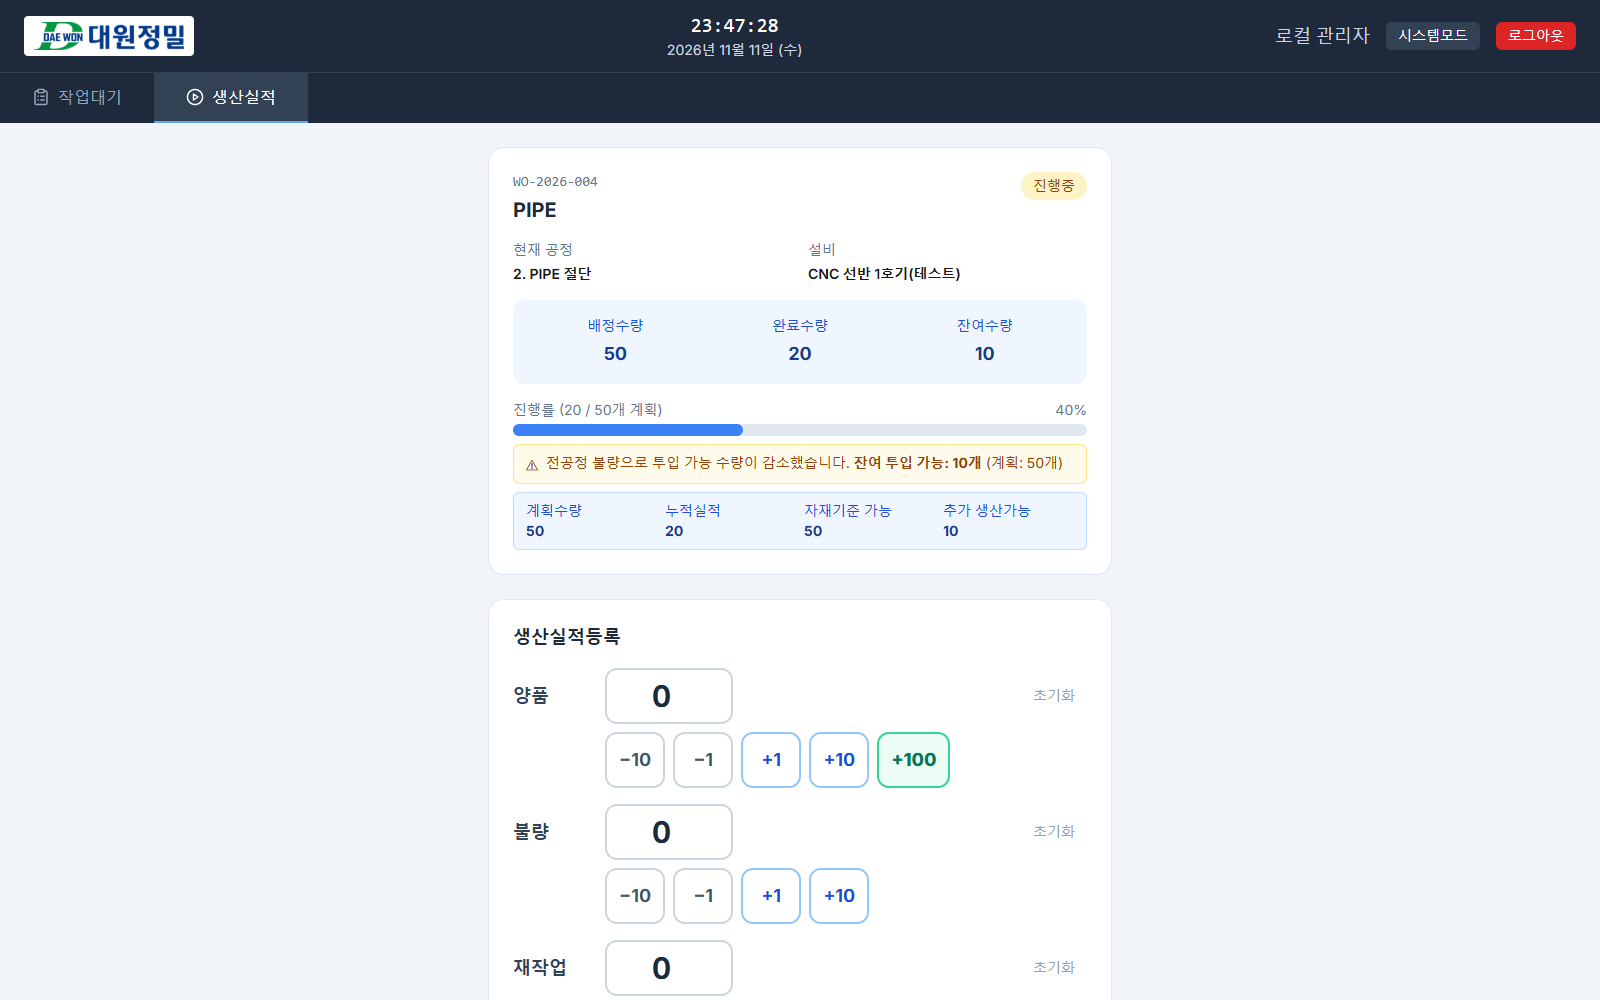 DAE WON 대원정밀
23:47:28
2026년 11월 11일 (수)
로컬 관리자
시스템모드
로그아웃
작업대기
생산실적
WO-2026-004
진행중
PIPE
현재 공정
설비
2. PIPE 절단
CNC 선반 1호기(테스트)
배정수량
완료수량
잔여수량
50
20
10
진행률 (20 / 50개 계획)
40%
⚠ 전공정 불량으로 투입 가능 수량이 감소했습니다. 잔여 투입 가능: 10개 (계획: 50개)
계획수량
누적실적
자재기준 가능
추가 생산가능
50
20
50
10
생산실적등록
양품
0
초기화
−10
−1
+1
+10
+100
불량
0
초기화
−10
−1
+1
+10
재작업
0
초기화